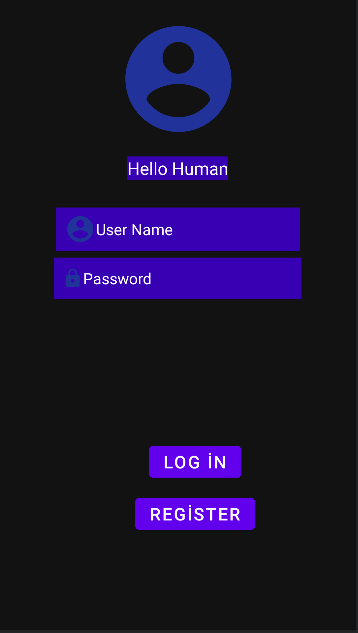 Hello Human
User Name
Password
LOG İN
REGİSTER